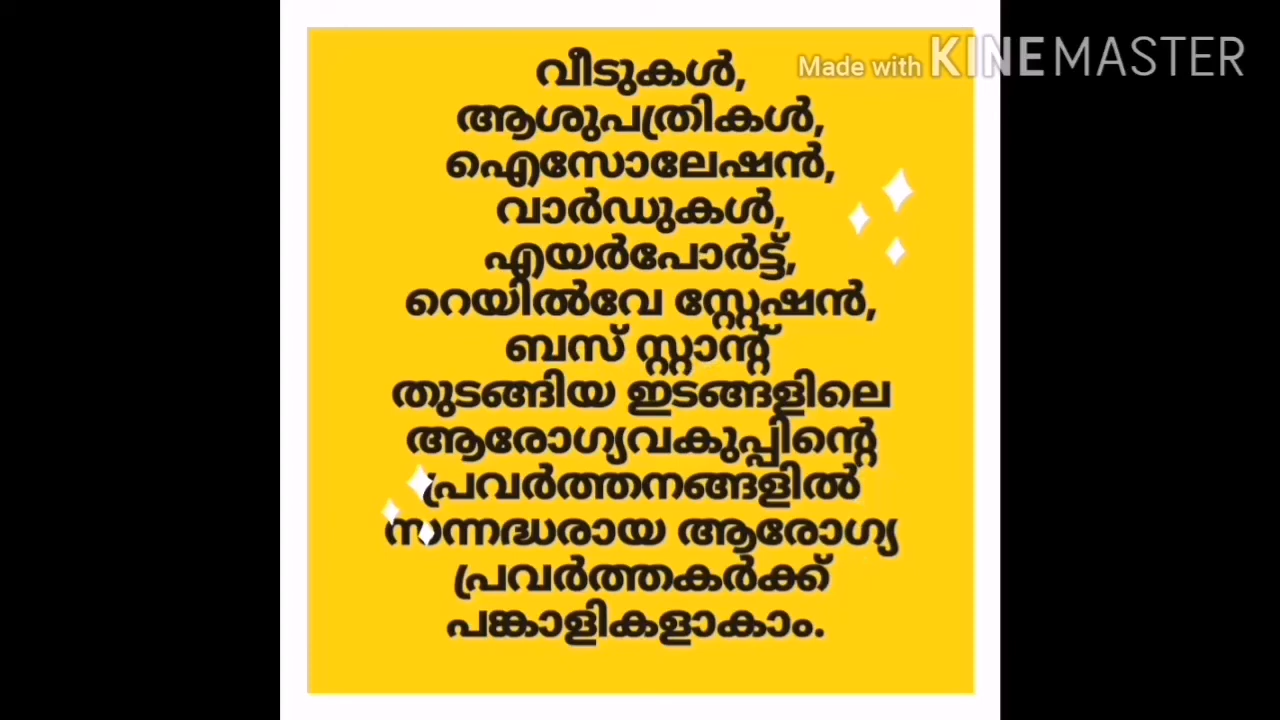 Made with KINEMASTER
വീടുകൾ,
ആശുപത്രികൾ,
ഐസോലേഷൻ,
വാർഡുകൾ,
എയർപോർട്ട്,
റെയിൽവേ സ്റ്റേഷൻ,
ബസ് സ്റ്റാന്റ്
തുടങ്ങിയ ഇടങ്ങളിലെ
ആരോഗ്യവകുപ്പിന്റെ
പ്രവർത്തനങ്ങളിൽ
സന്നദ്ധരായ ആരോഗ്യ
പ്രവർത്തകർക്ക്
പങ്കാളികളാകാം.